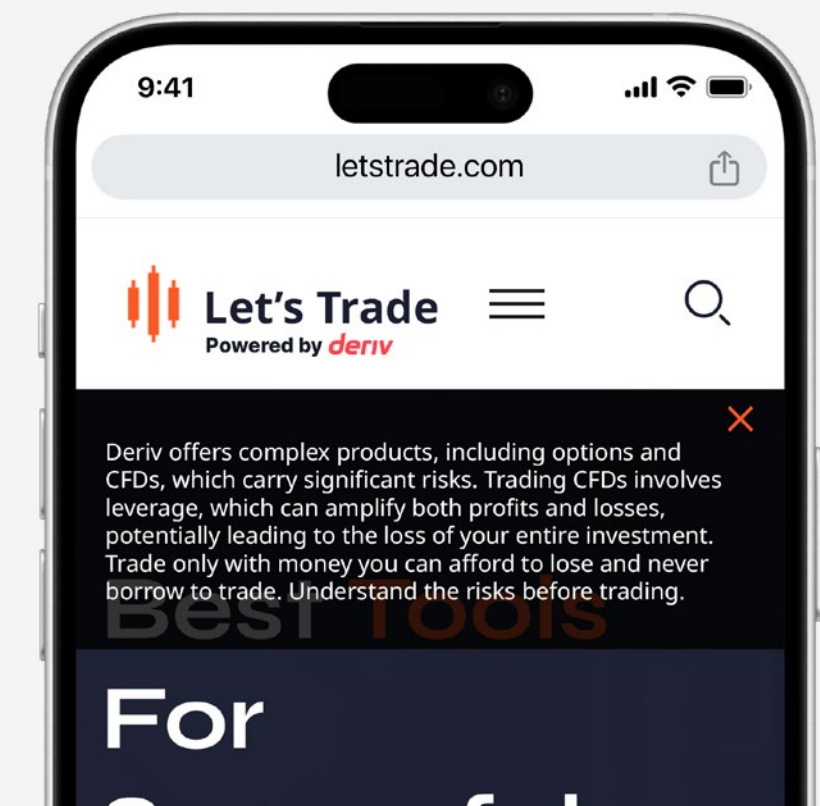 9:41
letstrade.com
Let's Trade
Powered by deriv
Deriv offers complex products, including options and
CFDs, which carry significant risks. Trading CFDs involves
leverage, which can amplify both profits and losses,
potentially leading to the loss of your entire investment.
Trade only with money you can afford to lose and never
borrow to trade. Understand the risks before trading.
Best Tools
For